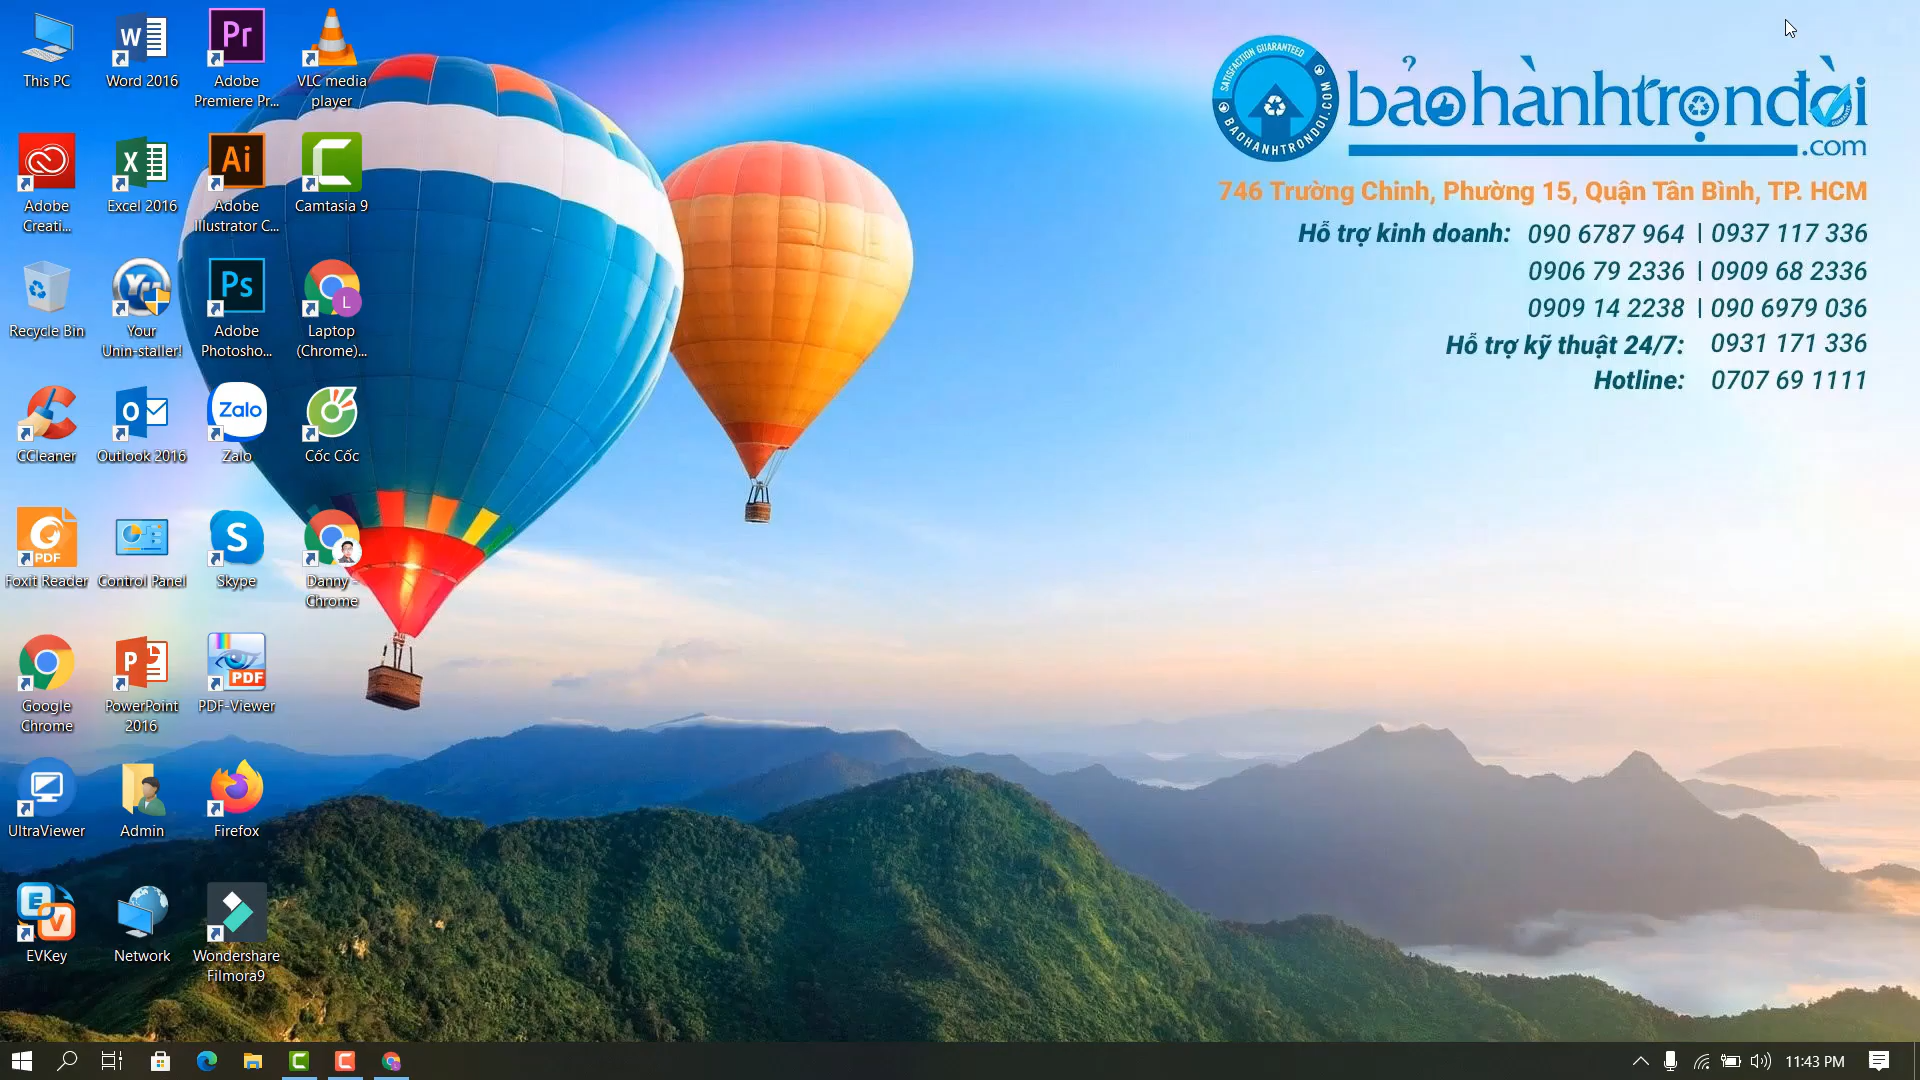 This PC
Word 2016
Adobe
Premiere Pr...
VLC media
player
Adobe
Creati...
Excel 2016
Adobe
Illustrator C...
Camtasia 9
Recycle Bin
Your
Unin-staller!
Adobe
Photosho...
Laptop
(Chrome)...
CCleaner
Outlook 2016
Zalo
Zalo
Cốc Cốc
Foxit Reader
Control Panel
Skype
Danny -
Chrome
Google
Chrome
PowerPoint
2016
PDF-Viewer
UltraViewer
Admin
Firefox
EVKey
Network
Wondershare
Filmora9
SATISFACTION GUARANTEED
BAOHANHTRONDOI.COM
bảohànhtrọnđời
.com
746 Trường Chinh, Phường 15, Quận Tân Bình, TP. HCM
Hỗ trợ kinh doanh: 090 6787 964 | 0937 117 336
0906 79 2336 | 0909 68 2336
0909 14 2238 | 090 6979 036
Hỗ trợ kỹ thuật 24/7: 0931 171 336
Hotline: 0707 69 1111
11:43 PM